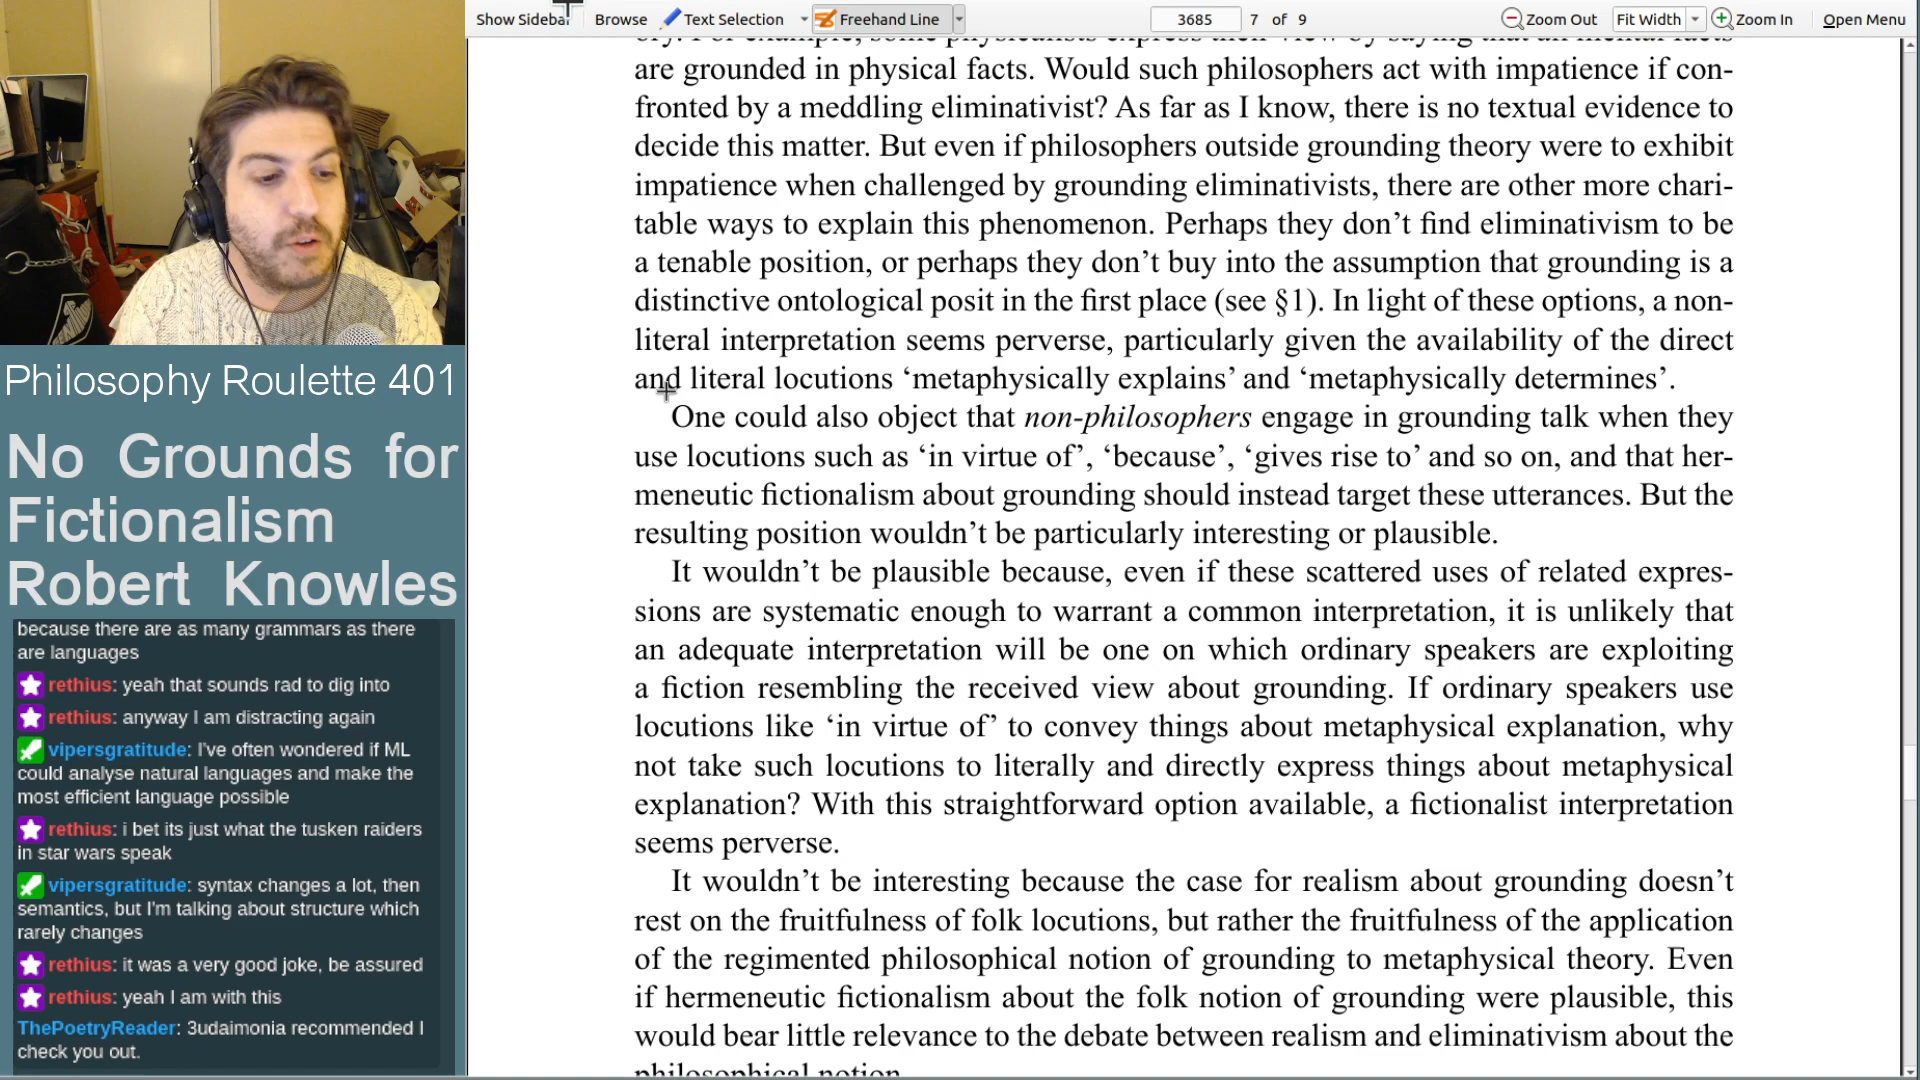 Show Sidebar Browse Text Selection Freehand Line 3685 7 of 9 Zoom Out Fit Width Zoom In Open Menu
ory. For example, some physicalists express their view by saying that all mental facts
are grounded in physical facts. Would such philosophers act with impatience if con-
fronted by a meddling eliminativist? As far as I know, there is no textual evidence to
decide this matter. But even if philosophers outside grounding theory were to exhibit
impatience when challenged by grounding eliminativists, there are other more chari-
table ways to explain this phenomenon. Perhaps they don’t find eliminativism to be
a tenable position, or perhaps they don’t buy into the assumption that grounding is a
distinctive ontological posit in the first place (see §1). In light of these options, a non-
literal interpretation seems perverse, particularly given the availability of the direct
and literal locutions ‘metaphysically explains’ and ‘metaphysically determines’.
One could also object that non-philosophers engage in grounding talk when they
use locutions such as ‘in virtue of’, ‘because’, ‘gives rise to’ and so on, and that her-
meneutic fictionalism about grounding should instead target these utterances. But the
resulting position wouldn’t be particularly interesting or plausible.
It wouldn’t be plausible because, even if these scattered uses of related expres-
sions are systematic enough to warrant a common interpretation, it is unlikely that
an adequate interpretation will be one on which ordinary speakers are exploiting
a fiction resembling the received view about grounding. If ordinary speakers use
locutions like ‘in virtue of’ to convey things about metaphysical explanation, why
not take such locutions to literally and directly express things about metaphysical
explanation? With this straightforward option available, a fictionalist interpretation
seems perverse.
It wouldn’t be interesting because the case for realism about grounding doesn’t
rest on the fruitfulness of folk locutions, but rather the fruitfulness of the application
of the regimented philosophical notion of grounding to metaphysical theory. Even
if hermeneutic fictionalism about the folk notion of grounding were plausible, this
would bear little relevance to the debate between realism and eliminativism about the
philosophical notion.
Philosophy Roulette 401
No Grounds for
Fictionalism
Robert Knowles
because there are as many grammars as there
are languages
rethius: yeah that sounds rad to dig into
rethius: anyway I am distracting again
vipersgratitude: I've often wondered if ML
could analyse natural languages and make the
most efficient language possible
rethius: i bet its just what the tusken raiders
in star wars speak
vipersgratitude: syntax changes a lot, then
semantics, but I'm talking about structure which
rarely changes
rethius: it was a very good joke, be assured
rethius: yeah I am with this
ThePoetryReader: 3udaimonia recommended I
check you out.